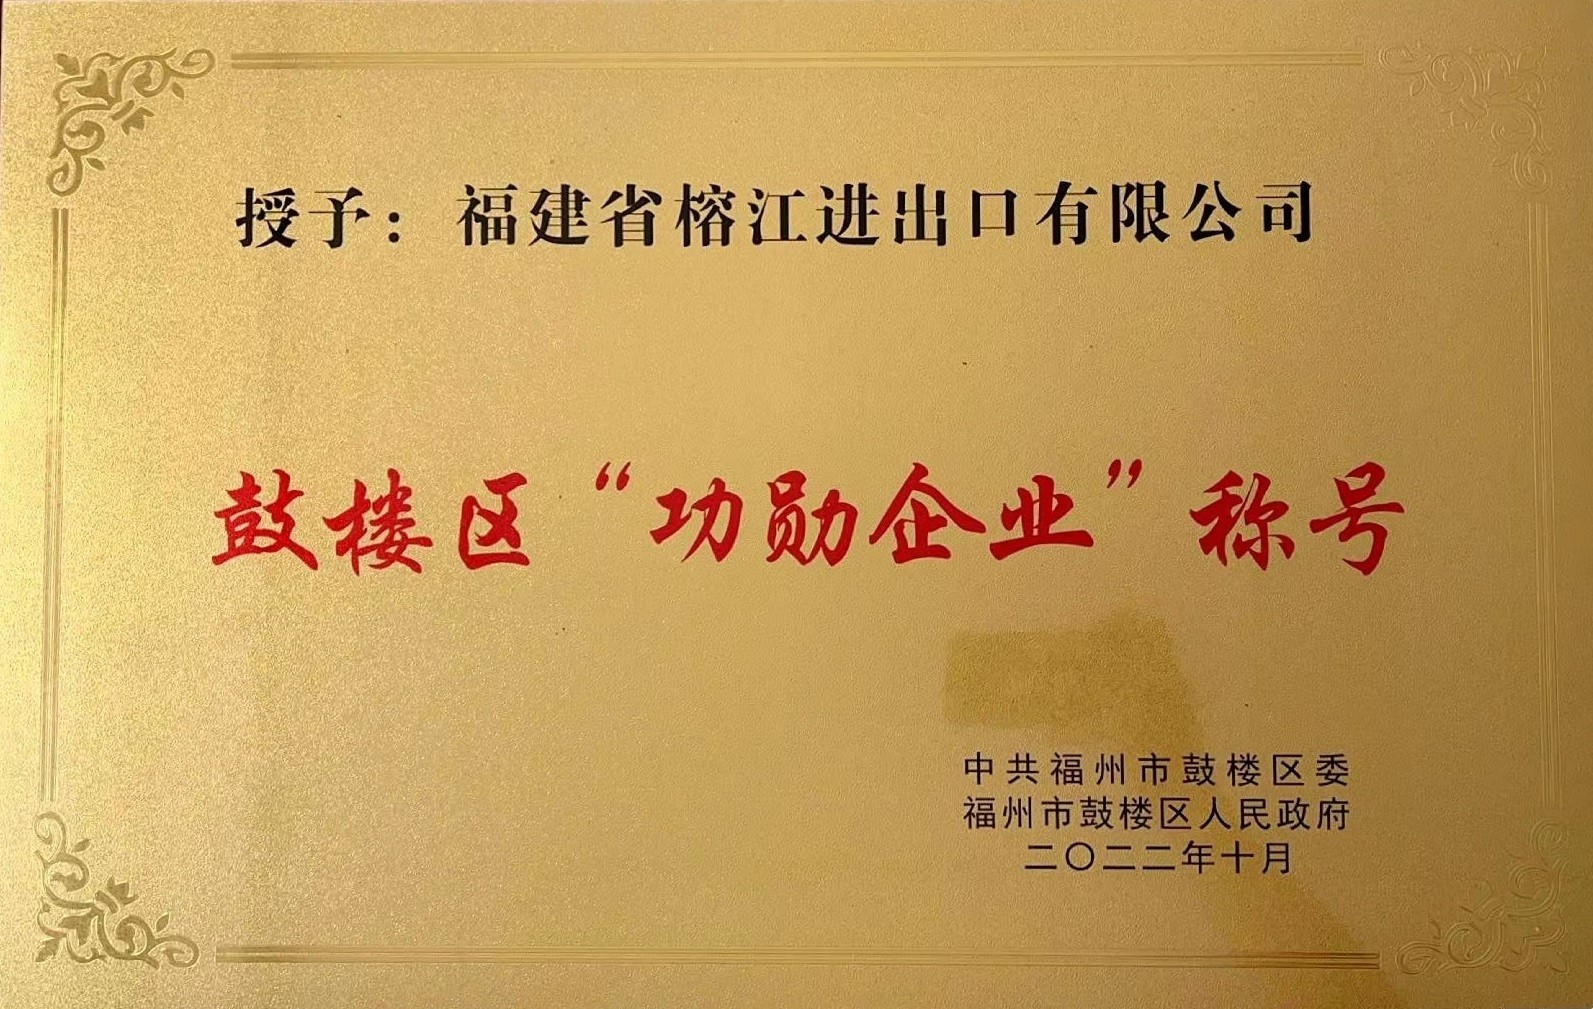 授予：福建省榕江进出口有限公司
鼓楼区“功勋企业”称号
中共福州市鼓楼区委
福州市鼓楼区人民政府
二〇二二年十月